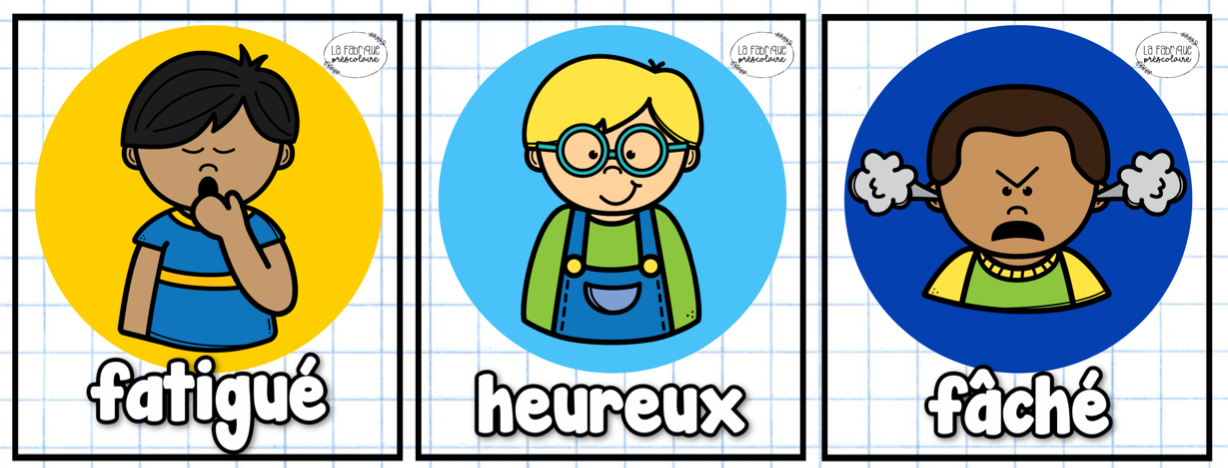 La Fabrique
préscolaire
La Fabrique
préscolaire
La Fabrique
préscolaire
fatigué
heureux
fâché